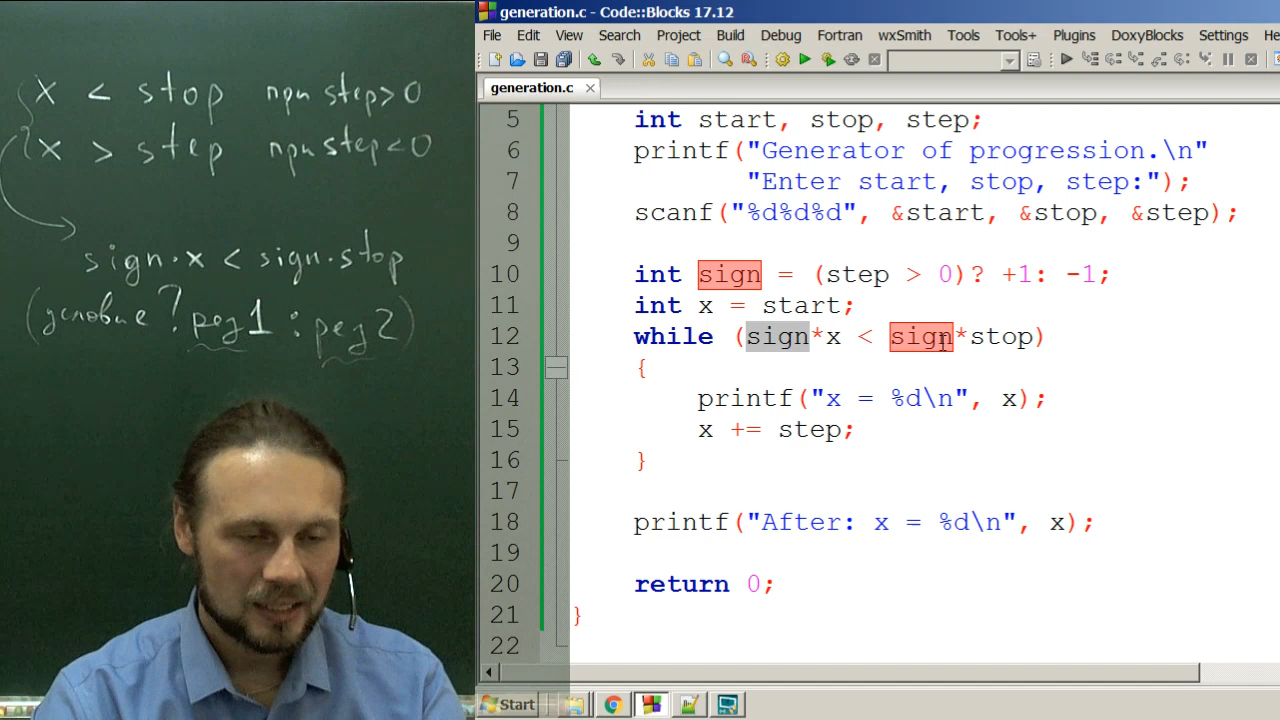 x < stop при step>0
x > step при step<0
sign·x < sign·stop
(условие ? рез1 : рез2)
generation.c - Code::Blocks 17.12
File Edit View Search Project Build Debug Fortran wxSmith Tools Tools+ Plugins DoxyBlocks Settings He
generation.c
5 int start, stop, step;
6 printf("Generator of progression.\n"
7 "Enter start, stop, step:");
8 scanf("%d%d%d", &start, &stop, &step);
9
10 int sign = (step > 0)? +1: -1;
11 int x = start;
12 while (sign*x < sign*stop)
13 {
14 printf("x = %d\n", x);
15 x += step;
16 }
17
18 printf("After: x = %d\n", x);
19
20 return 0;
21 }
22
Start